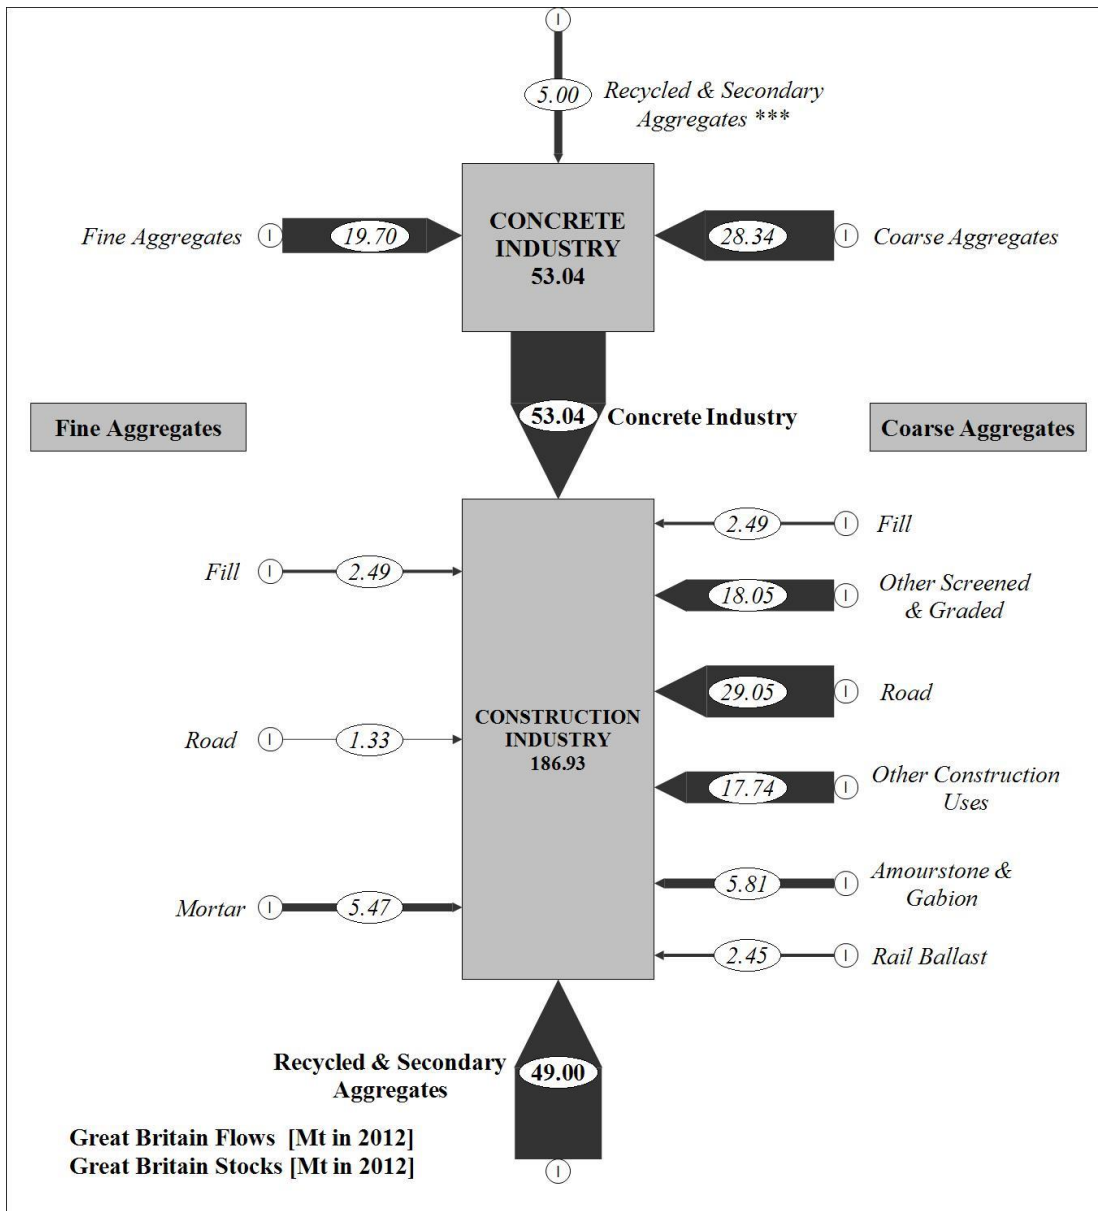 I
5.00
Recycled & Secondary
Aggregates ***
Fine Aggregates
I
19.70
CONCRETE
INDUSTRY
53.04
28.34
I
Coarse Aggregates
Fine Aggregates
53.04
Concrete Industry
Coarse Aggregates
2.49
I
Fill
Fill
I
2.49
18.05
I
Other Screened
& Graded
29.05
I
Road
Road
I
1.33
CONSTRUCTION
INDUSTRY
186.93
17.74
I
Other Construction
Uses
5.81
I
Amourstone &
Gabion
Mortar
I
5.47
2.45
I
Rail Ballast
Recycled & Secondary
Aggregates
49.00
I
Great Britain Flows [Mt in 2012]
Great Britain Stocks [Mt in 2012]